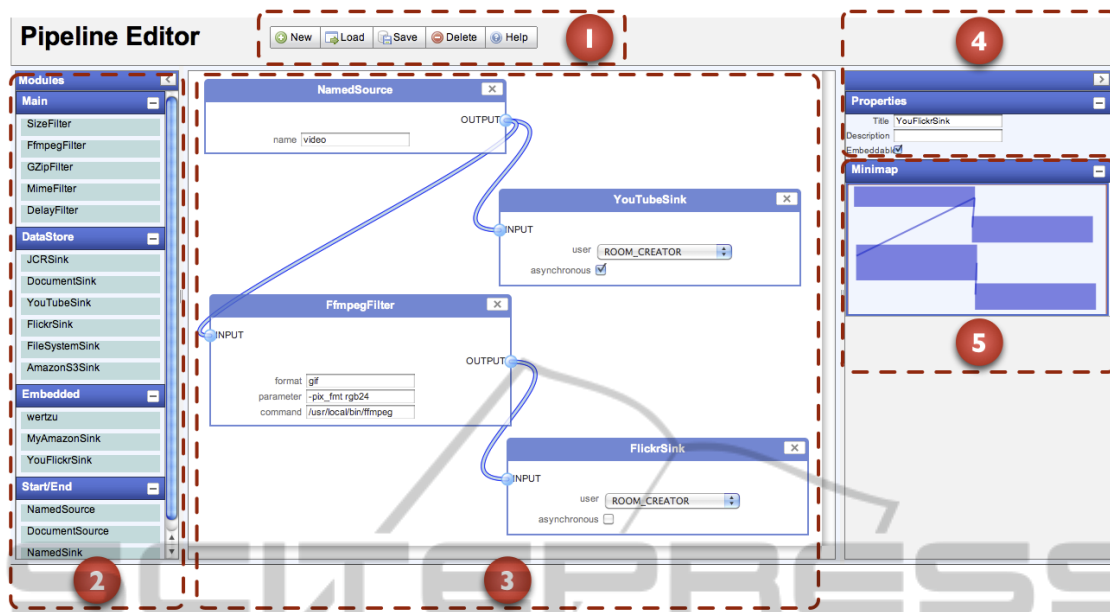 Pipeline Editor
New Load Save Delete Help
1
Modules
Main
SizeFilter
FfmpegFilter
GZipFilter
MimeFilter
DelayFilter
DataStore
JCRSink
DocumentSink
YouTubeSink
FlickrSink
FileSystemSink
AmazonS3Sink
Embedded
wertzu
MyAmazonSink
YouFlickrSink
Start/End
NamedSource
DocumentSource
NamedSink
2
NamedSource
OUTPUT
name video
YouTubeSink
INPUT
user ROOM_CREATOR
asynchronous
FfmpegFilter
INPUT
OUTPUT
format gif
parameter -pix_fmt rgb24
command /usr/local/bin/ffmpeg
FlickrSink
INPUT
user ROOM_CREATOR
asynchronous
3
4
Properties
Title YouFlickrSink
Description
Embeddable
Minimap
5
SCITEPRESS